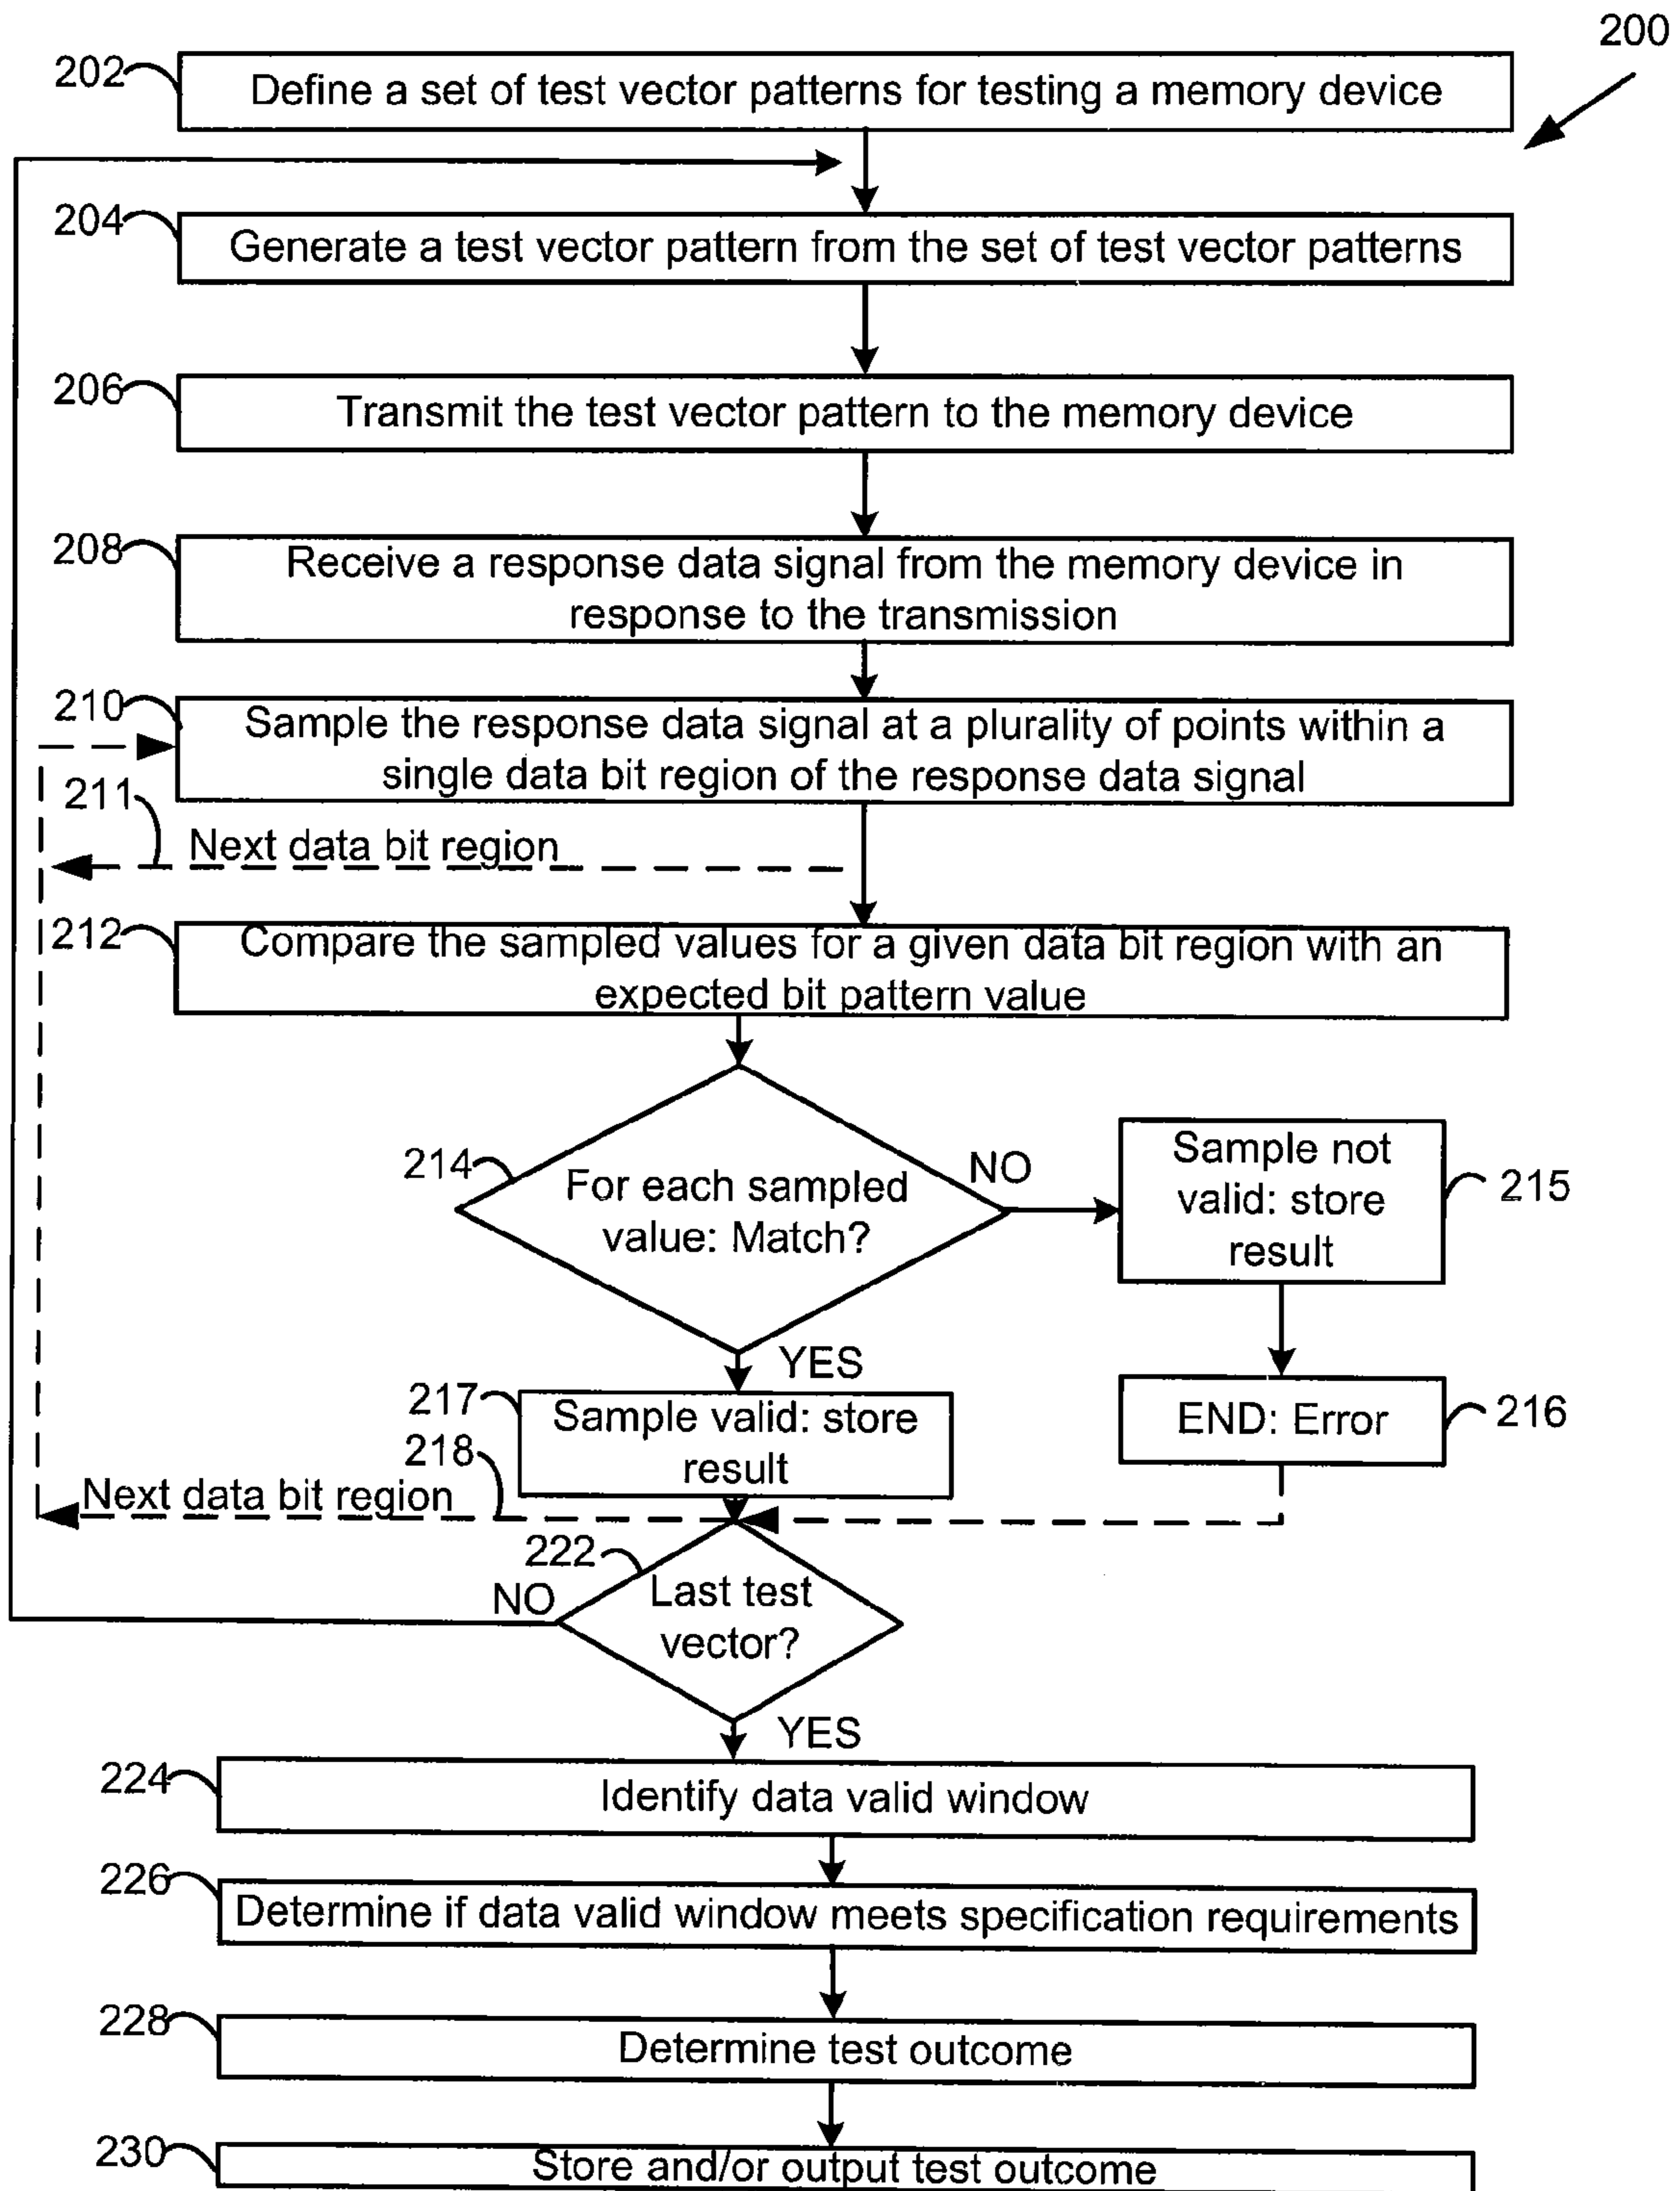 200
202
Define a set of test vector patterns for testing a memory device
204
Generate a test vector pattern from the set of test vector patterns
206
Transmit the test vector pattern to the memory device
208
Receive a response data signal from the memory device in
response to the transmission
210
Sample the response data signal at a plurality of points within a
single data bit region of the response data signal
211
Next data bit region
212
Compare the sampled values for a given data bit region with an
expected bit pattern value
214
For each sampled
value: Match?
NO
Sample not
valid: store
result
215
YES
217
Sample valid: store
result
END: Error
216
218
Next data bit region
222
Last test
vector?
NO
YES
224
Identify data valid window
226
Determine if data valid window meets specification requirements
228
Determine test outcome
230
Store and/or output test outcome